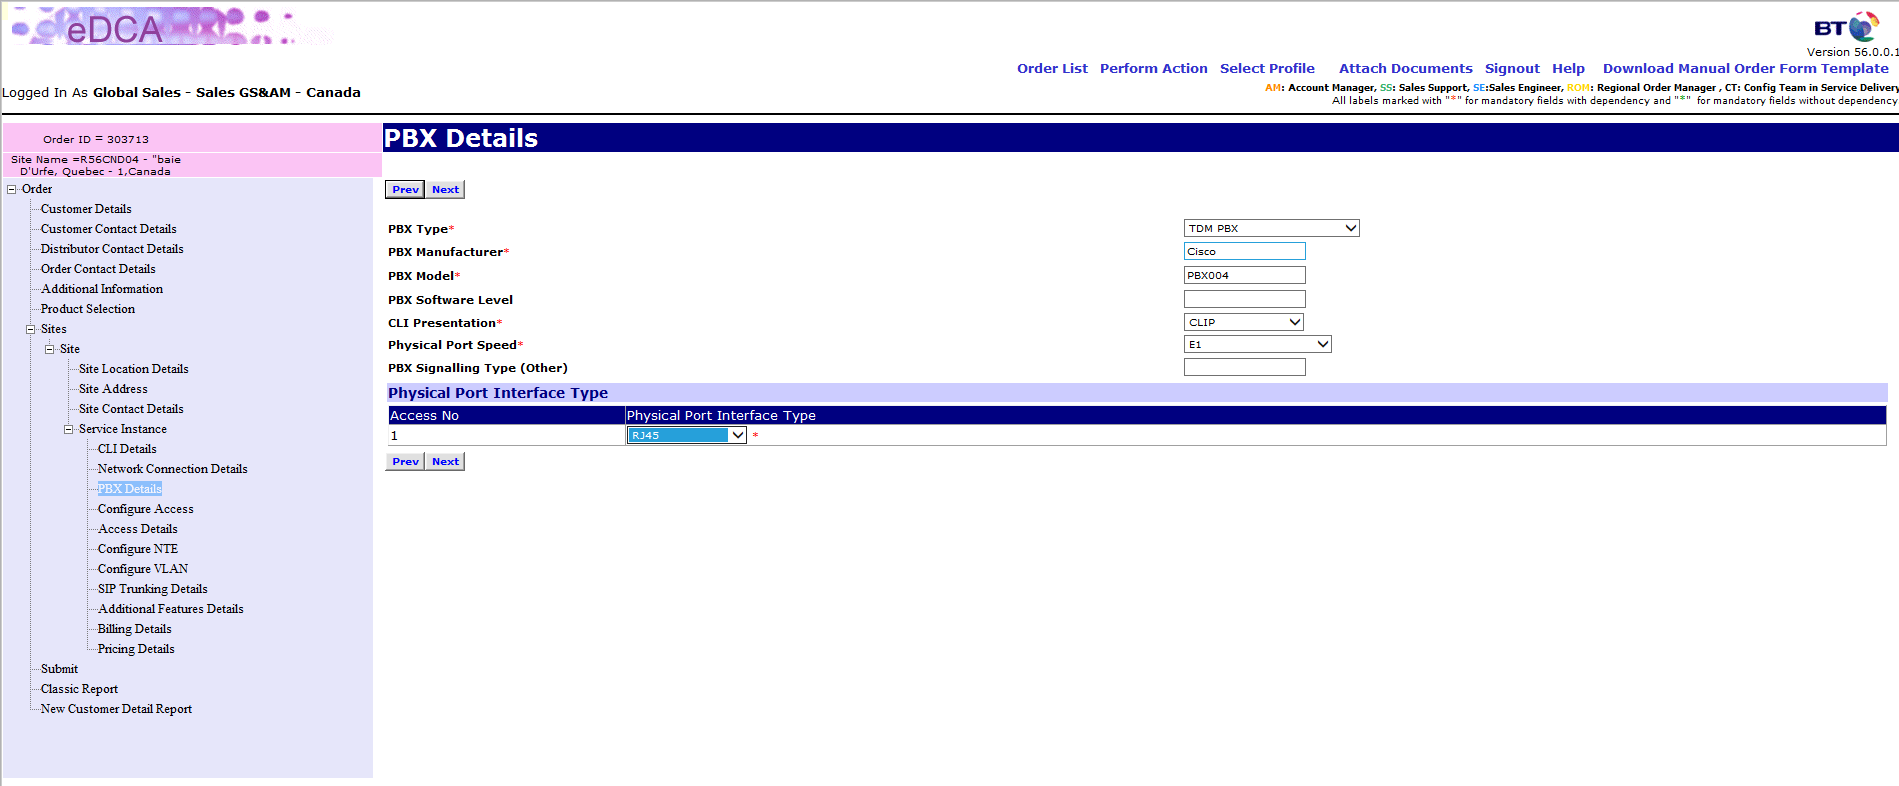 eDCA
BT
Version 56.0.0.1
Order List Perform Action Select Profile Attach Documents Signout Help Download Manual Order Form Template
Logged In As Global Sales - Sales GS&AM - Canada
AM: Account Manager, SS: Sales Support, SE:Sales Engineer, ROM: Regional Order Manager , CT: Config Team in Service Delivery
All labels marked with "*" for mandatory fields with dependency and "*" for mandatory fields without dependency
Order ID = 303713
Site Name =R56CND04 - "baie
D'Urfe, Quebec - 1,Canada
Order
Customer Details
Customer Contact Details
Distributor Contact Details
Order Contact Details
Additional Information
Product Selection
Sites
Site
Site Location Details
Site Address
Site Contact Details
Service Instance
CLI Details
Network Connection Details
PBX Details
Configure Access
Access Details
Configure NTE
Configure VLAN
SIP Trunking Details
Additional Features Details
Billing Details
Pricing Details
Submit
Classic Report
New Customer Detail Report
PBX Details
Prev Next
PBX Type* TDM PBX
PBX Manufacturer* Cisco
PBX Model* PBX004
PBX Software Level
CLI Presentation* CLIP
Physical Port Speed* E1
PBX Signalling Type (Other)
Physical Port Interface Type
Access No Physical Port Interface Type
1 RJ45 *
Prev Next